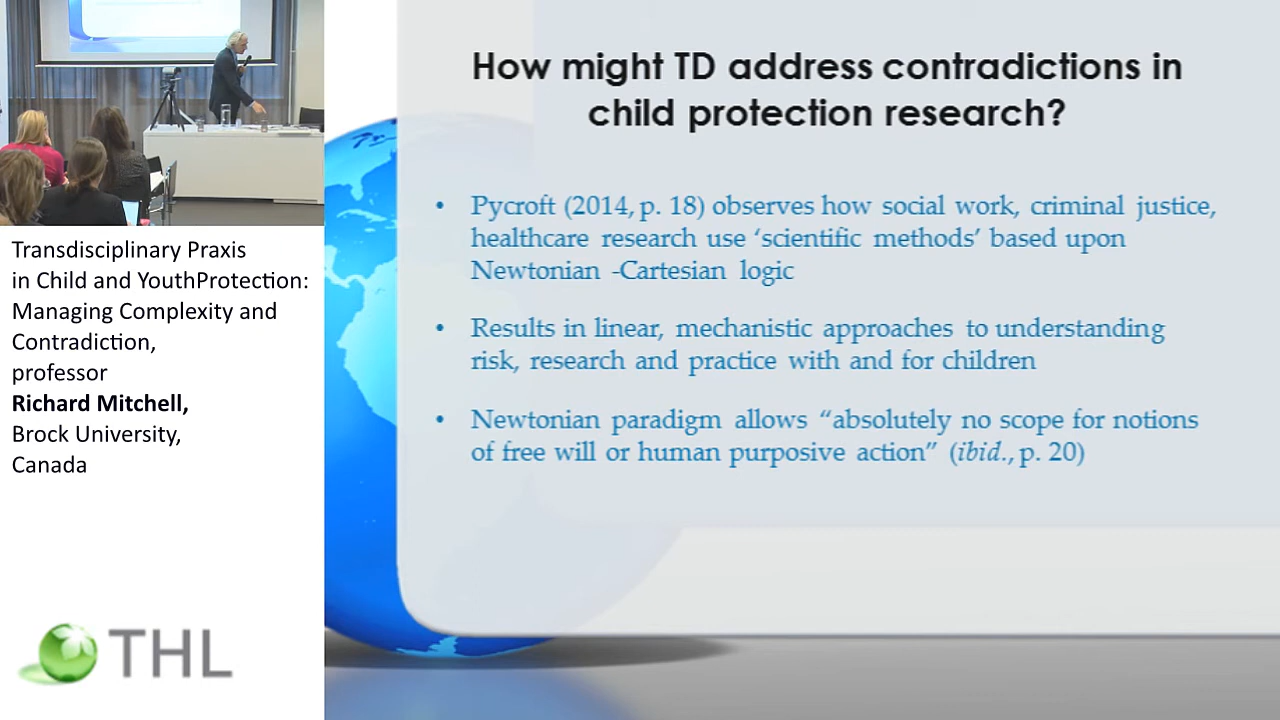 How might TD address contradictions in
child protection research?
• Pycroft (2014, p. 18) observes how social work, criminal justice,
healthcare research use ‘scientific methods’ based upon
Newtonian -Cartesian logic
• Results in linear, mechanistic approaches to understanding
risk, research and practice with and for children
• Newtonian paradigm allows “absolutely no scope for notions
of free will or human purposive action” (ibid., p. 20)
Transdisciplinary Praxis
in Child and YouthProtection:
Managing Complexity and
Contradiction,
professor
Richard Mitchell,
Brock University,
Canada
THL